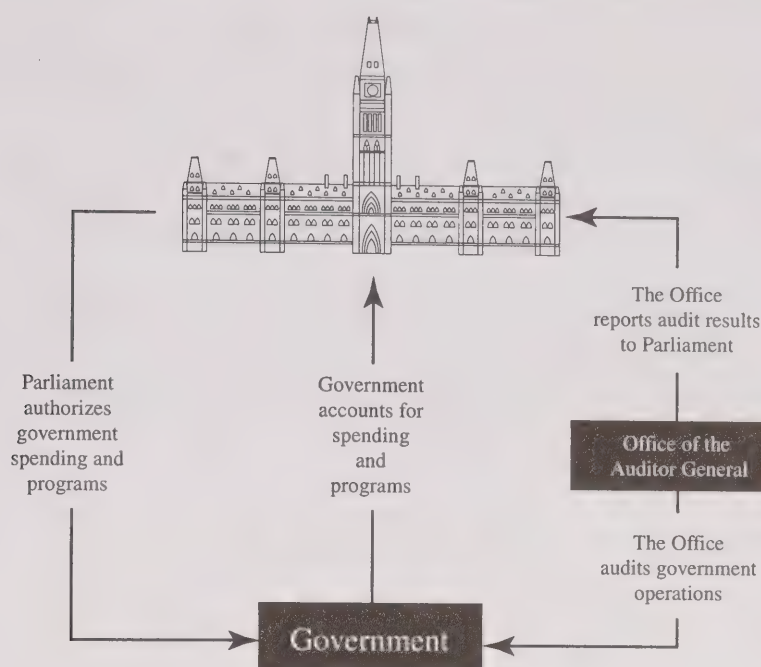 Parliament
authorizes
government
spending and
programs
Government
accounts for
spending
and
programs
The Office
reports audit results
to Parliament
Office of the
Auditor General
The Office
audits government
operations
Government